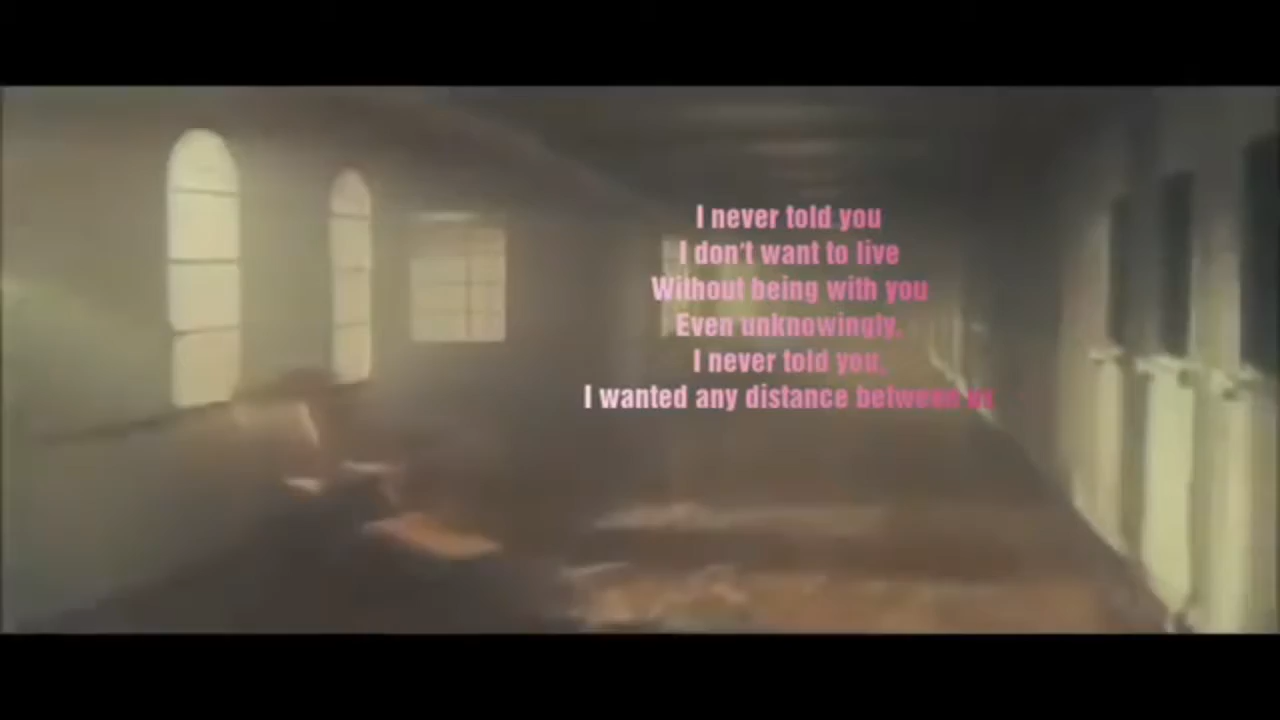 I never told you
I don't want to live
Without being with you
Even unknowingly.
I never told you,
I wanted any distance between us